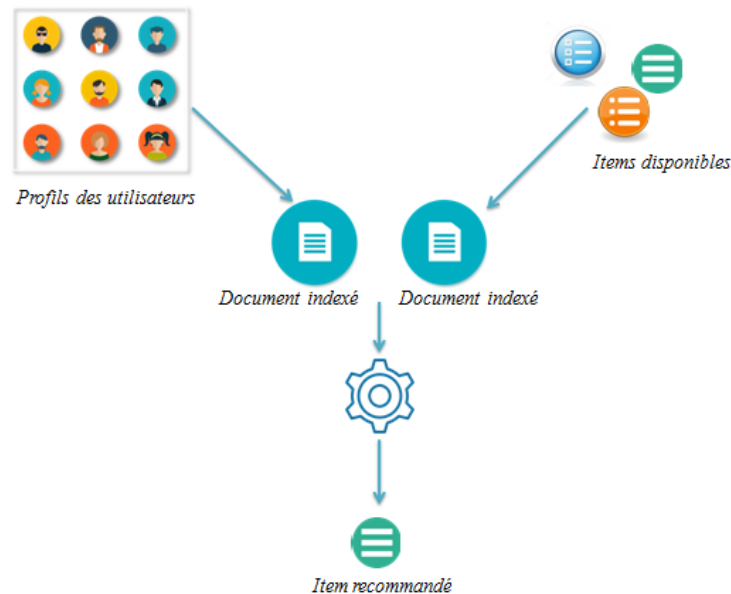 Items disponibles
Profils des utilisateurs
Document indexé
Document indexé
Item recommandé